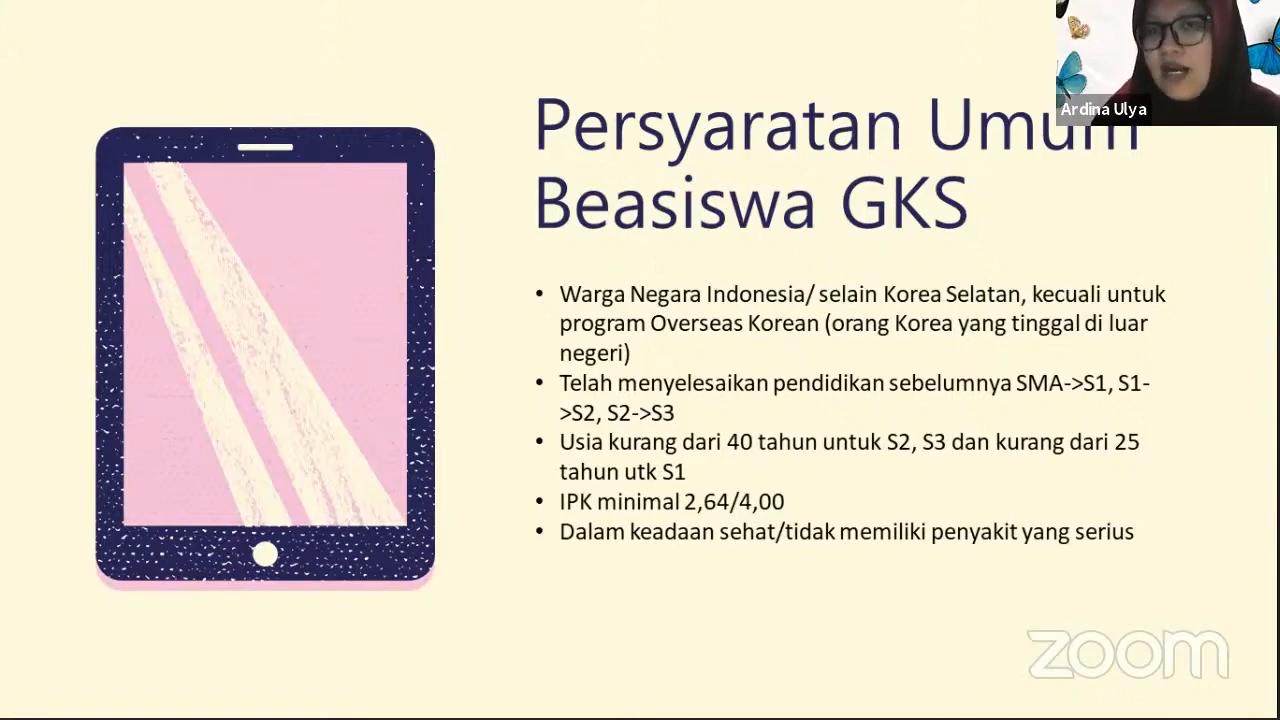 Ardina Ulya
Persyaratan Umum
Beasiswa GKS
• Warga Negara Indonesia/ selain Korea Selatan, kecuali untuk
program Overseas Korean (orang Korea yang tinggal di luar
negeri)
• Telah menyelesaikan pendidikan sebelumnya SMA->S1, S1-
>S2, S2->S3
• Usia kurang dari 40 tahun untuk S2, S3 dan kurang dari 25
tahun utk S1
• IPK minimal 2,64/4,00
• Dalam keadaan sehat/tidak memiliki penyakit yang serius
zoom